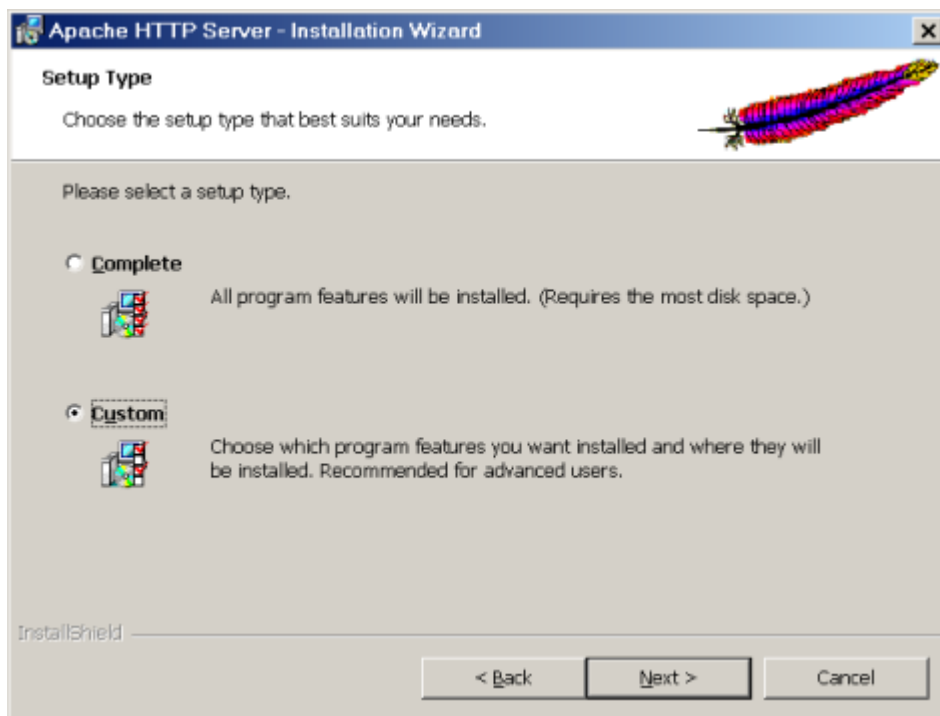 Apache HTTP Server - Installation Wizard
Setup Type
Choose the setup type that best suits your needs.
Please select a setup type.
Complete
All program features will be installed. (Requires the most disk space.)
Custom
Choose which program features you want installed and where they will
be installed. Recommended for advanced users.
InstallShield
< Back
Next >
Cancel